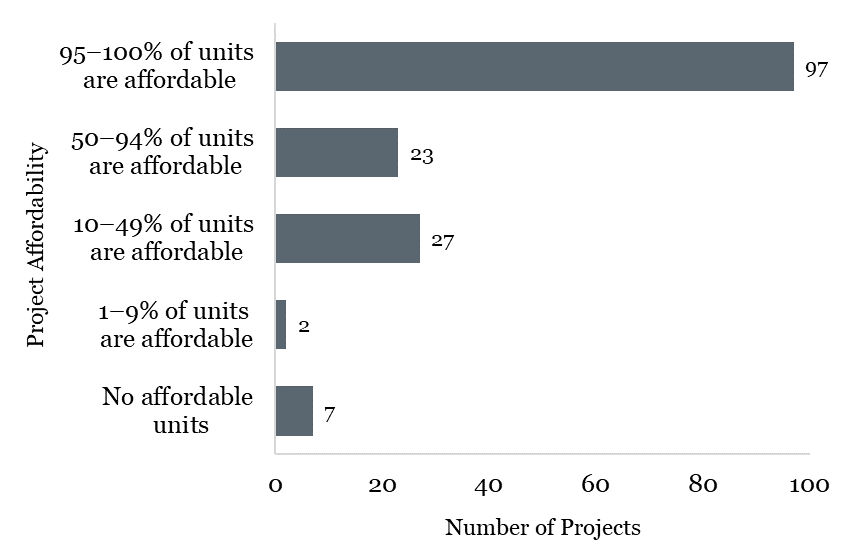 95–100% of units
are affordable
97
50–94% of units
are affordable
23
10–49% of units
are affordable
27
1–9% of units
are affordable
2
No affordable
units
7
Project Affordability
0 20 40 60 80 100
Number of Projects